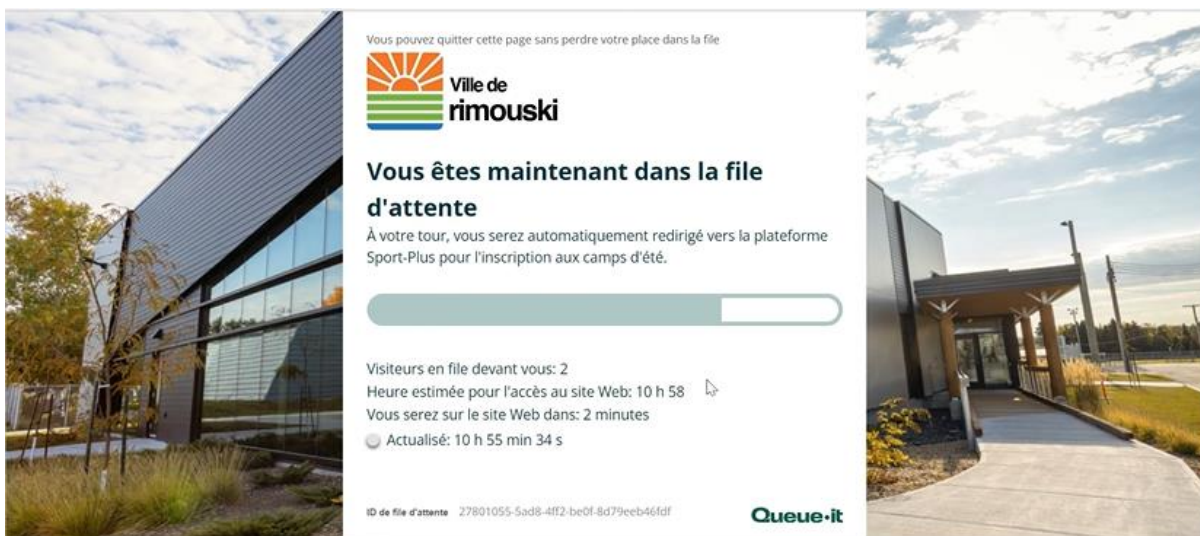 Vous pouvez quitter cette page sans perdre votre place dans la file
Ville de
rimouski
Vous êtes maintenant dans la file
d'attente
À votre tour, vous serez automatiquement redirigé vers la plateforme
Sport-Plus pour l'inscription aux camps d'été.
Visiteurs en file devant vous: 2
Heure estimée pour l'accès au site Web: 10 h 58
Vous serez sur le site Web dans: 2 minutes
Actualisé: 10 h 55 min 34 s
ID de file d'attente 27801055-5ad8-4ff2-be0f-8d79eeb46fdf
Queue-it